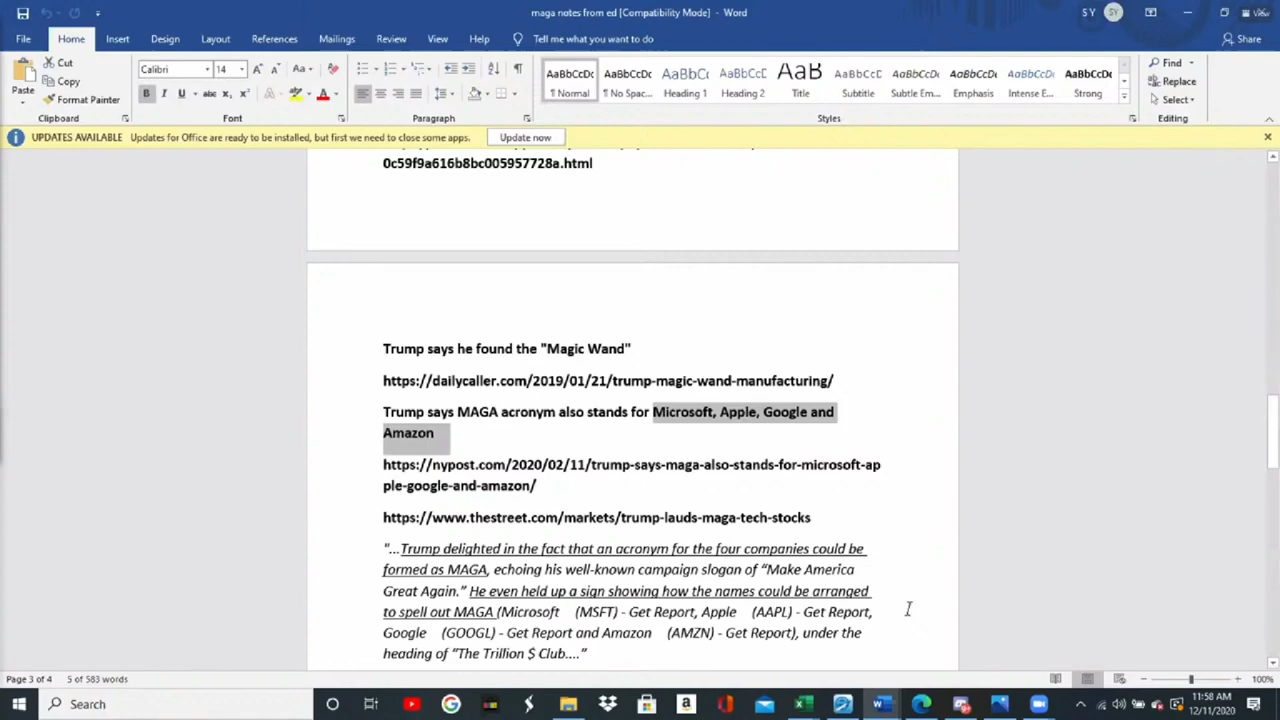 maga notes from ed [Compatibility Mode] - Word
S Y
SY
File Home Insert Design Layout References Mailings Review View Help Tell me what you want to do
Share
Cut
Copy
Format Painter
Paste
Clipboard
Calibri 14
Font
Paragraph
AaBbCcDc AaBbCcDc AaBbC( AaBbCcC AaB AaBbCcD AaBbCcDt AaBbCcDt AaBbCcDt AaBbCcDc
¶ Normal ¶ No Spac... Heading 1 Heading 2 Title Subtitle Subtle Em... Emphasis Intense E... Strong
Styles
Find
Replace
Select
Editing
UPDATES AVAILABLE Updates for Office are ready to be installed, but first we need to close some apps. Update now
0c59f9a616b8bc005957728a.html
Trump says he found the "Magic Wand"
https://dailycaller.com/2019/01/21/trump-magic-wand-manufacturing/
Trump says MAGA acronym also stands for Microsoft, Apple, Google and
Amazon
https://nypost.com/2020/02/11/trump-says-maga-also-stands-for-microsoft-ap
ple-google-and-amazon/
https://www.thestreet.com/markets/trump-lauds-maga-tech-stocks
"...Trump delighted in the fact that an acronym for the four companies could be
formed as MAGA, echoing his well-known campaign slogan of “Make America
Great Again.” He even held up a sign showing how the names could be arranged
to spell out MAGA (Microsoft (MSFT) - Get Report, Apple (AAPL) - Get Report,
Google (GOOGL) - Get Report and Amazon (AMZN) - Get Report), under the
heading of “The Trillion $ Club....”
Page 3 of 4 5 of 583 words
100%
Search
11:58 AM
12/11/2020